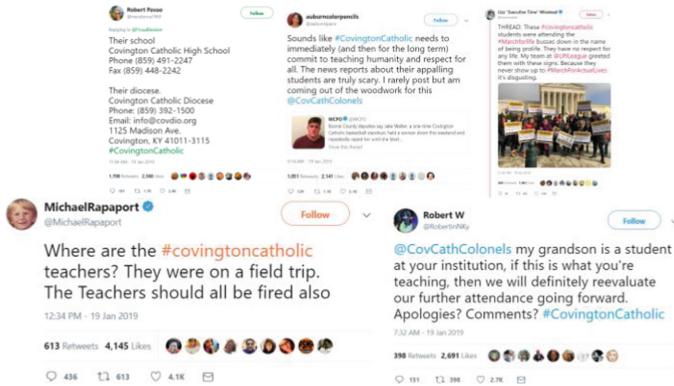 Robert Pavoe
Follow
Their school
Covington Catholic High School
Phone (859) 491-2247
Fax (859) 448-2242
Their diocese.
Covington Catholic Diocese
Phone: (859) 392-1500
Email: info@covdio.org
1125 Madison Ave.
Covington, KY 41011-3115
#CovingtonCatholic
11:04 AM - 19 Jan 2019
auburncolorpencils
Follow
Sounds like #CovingtonCatholic needs to
immediately (and then for the long term)
commit to teaching humanity and respect for
all. The news reports about their appalling
students are truly scary. I rarely post but am
coming out of the woodwork for this
@CovCathColonels
WCPO @WCPO
THREAD: These #covingtoncatholic
students were attending the
#Marchforlife busses down in the name
of being prolife. They have no respect for
any life. My team at @LPJLeague greeted
them with these signs. Because they
never show up to #MarchForActualLives
it's disgusting.
MichaelRapaport
@MichaelRapaport
Follow
Where are the #covingtoncatholic
teachers? They were on a field trip.
The Teachers should all be fired also
12:34 PM - 19 Jan 2019
613 Retweets 4,145 Likes
436 613 4.1K
Robert W
@RobertinNKy
Follow
@CovCathColonels my grandson is a student
at your institution, if this is what you're
teaching, then we will definitely reevaluate
our further attendance going forward.
Apologies? Comments? #CovingtonCatholic
7:32 AM - 19 Jan 2019
398 Retweets 2,691 Likes
151 398 2.7K